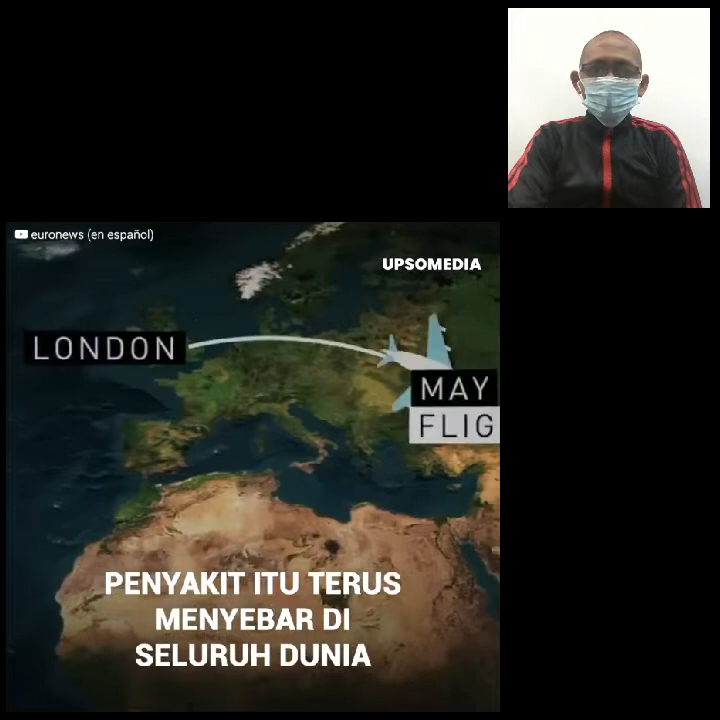 euronews (en español)
UPSOMEDIA
LONDON
MAY
FLIG
PENYAKIT ITU TERUS
MENYEBAR DI
SELURUH DUNIA